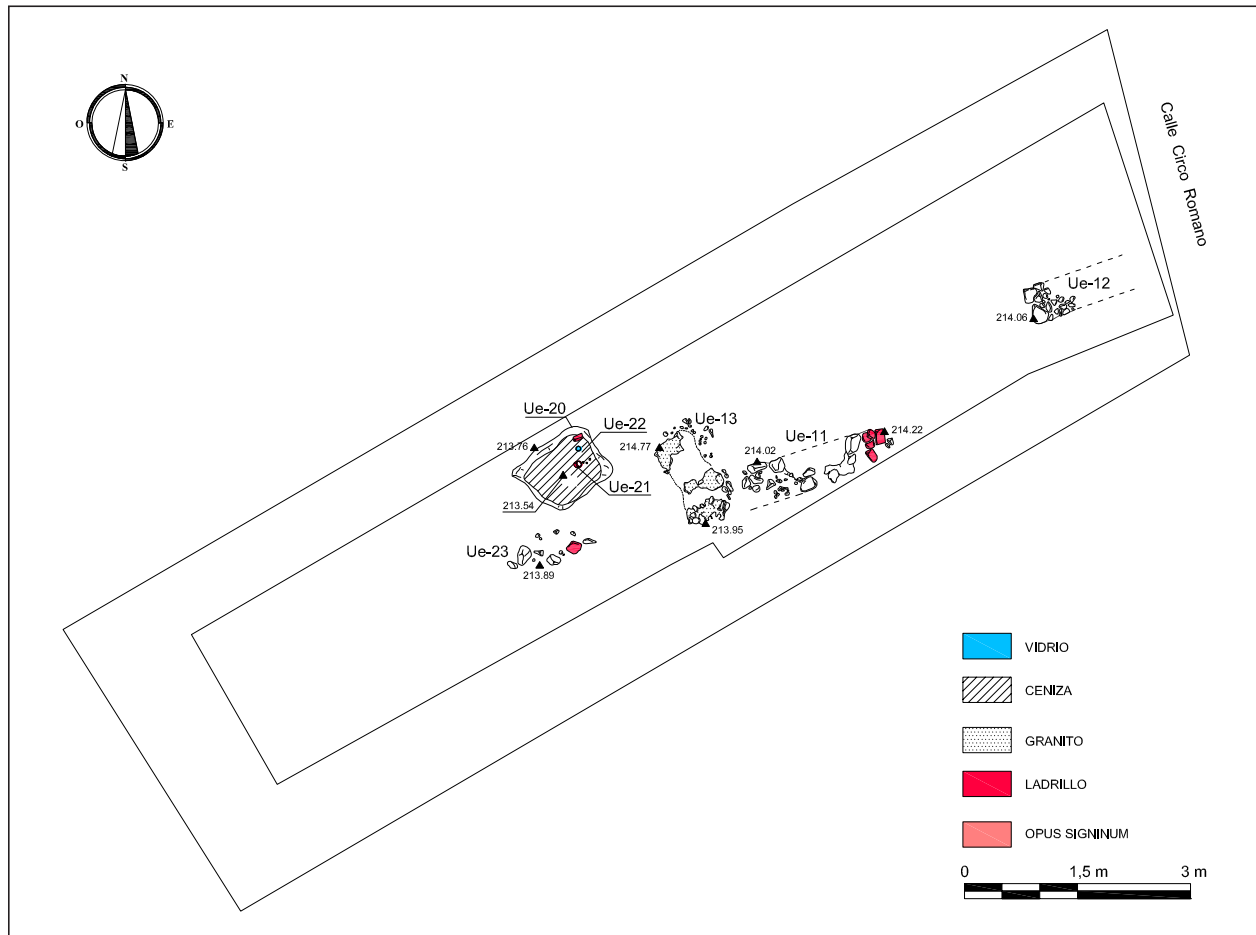 N
O
E
S
Calle Circo Romano
Ue-12
214.06
Ue-20
Ue-22
Ue-13
213.76
214.77
Ue-11
214.22
214.02
Ue-21
213.54
213.95
Ue-23
213.89
VIDRIO
CENIZA
GRANITO
LADRILLO
OPUS SIGNINUM
0 1,5 m 3 m